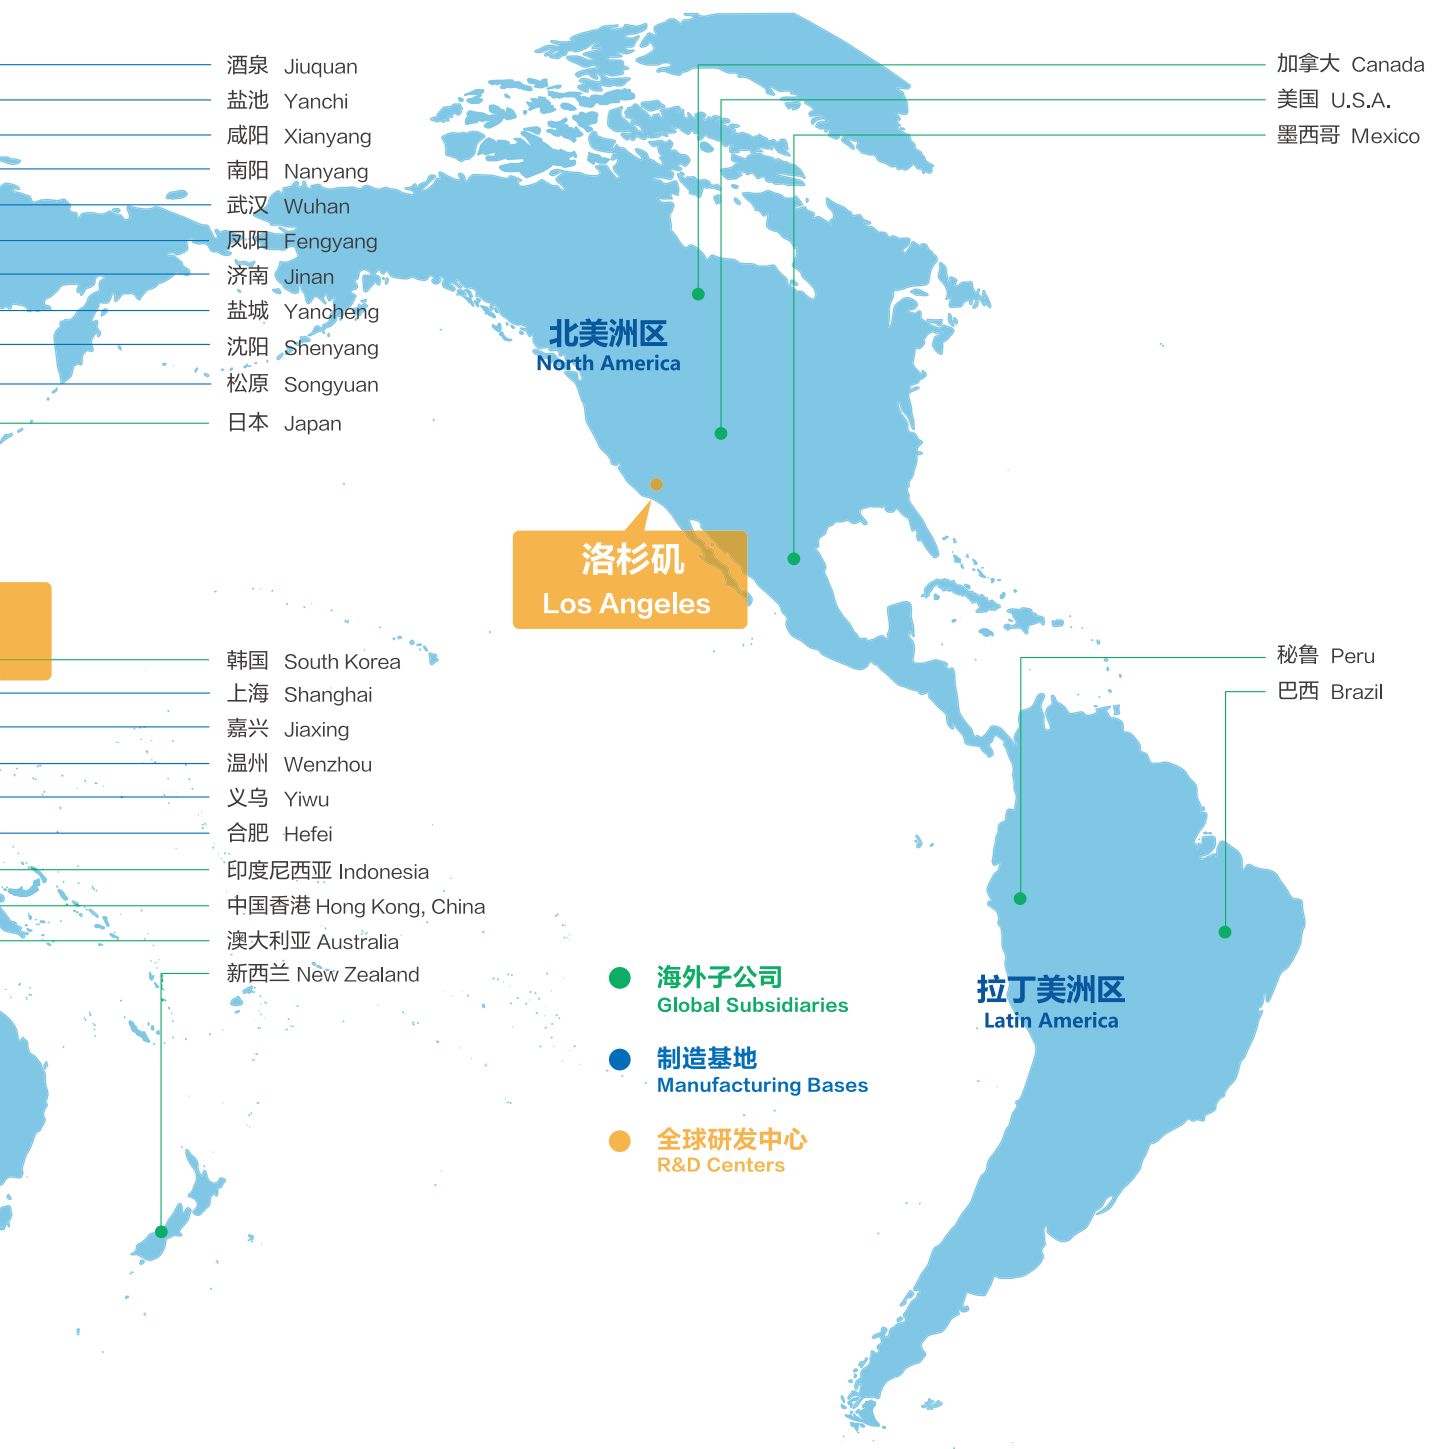 酒泉 Jiuquan
盐池 Yanchi
咸阳 Xianyang
南阳 Nanyang
武汉 Wuhan
凤阳 Fengyang
济南 Jinan
盐城 Yancheng
沈阳 Shenyang
松原 Songyuan
日本 Japan
加拿大 Canada
美国 U.S.A.
墨西哥 Mexico
北美洲区
North America
洛杉矶
Los Angeles
韩国 South Korea
上海 Shanghai
嘉兴 Jiaxing
温州 Wenzhou
义乌 Yiwu
合肥 Hefei
印度尼西亚 Indonesia
中国香港 Hong Kong, China
澳大利亚 Australia
新西兰 New Zealand
秘鲁 Peru
巴西 Brazil
拉丁美洲区
Latin America
海外子公司
Global Subsidiaries
制造基地
Manufacturing Bases
全球研发中心
R&D Centers